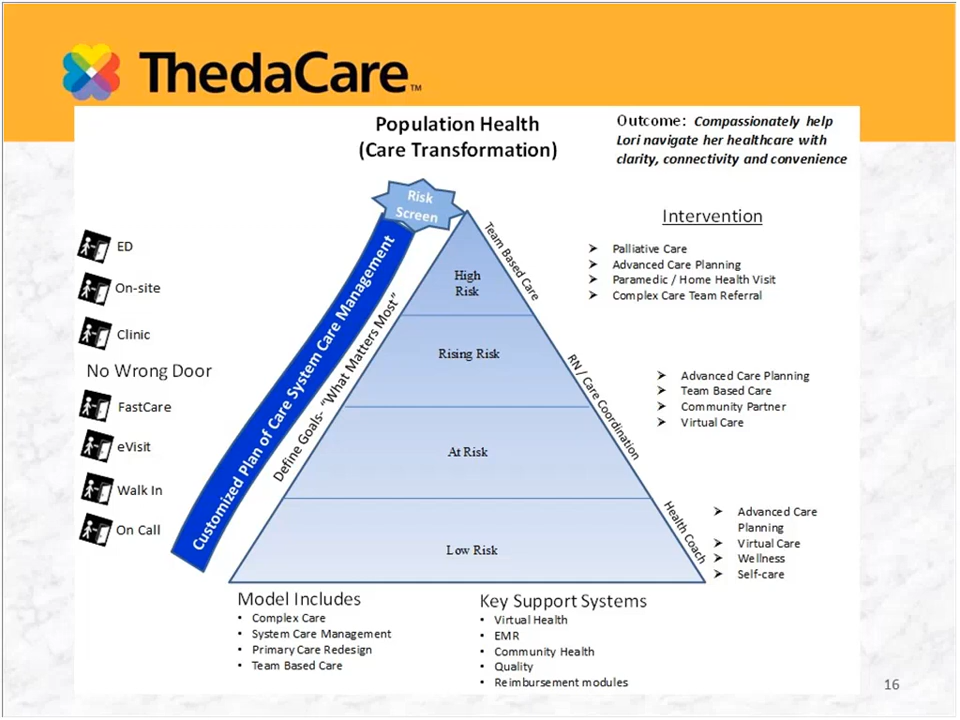 ThedaCare™
Population Health
(Care Transformation)
Outcome: Compassionately help
Lori navigate her healthcare with
clarity, connectivity and convenience
Risk
Screen
Customized Plan of Care System Care Management
Define Goals- "What Matters Most"
ED
On-site
Clinic
No Wrong Door
FastCare
eVisit
Walk In
On Call
High
Risk
Rising Risk
At Risk
Low Risk
Team Based Care
RN / Care Coordination
Health Coach
Intervention
Palliative Care
Advanced Care Planning
Paramedic / Home Health Visit
Complex Care Team Referral
Advanced Care Planning
Team Based Care
Community Partner
Virtual Care
Advanced Care
Planning
Virtual Care
Wellness
Self-care
Model Includes
• Complex Care
• System Care Management
• Primary Care Redesign
• Team Based Care
Key Support Systems
• Virtual Health
• EMR
• Community Health
• Quality
• Reimbursement modules
16